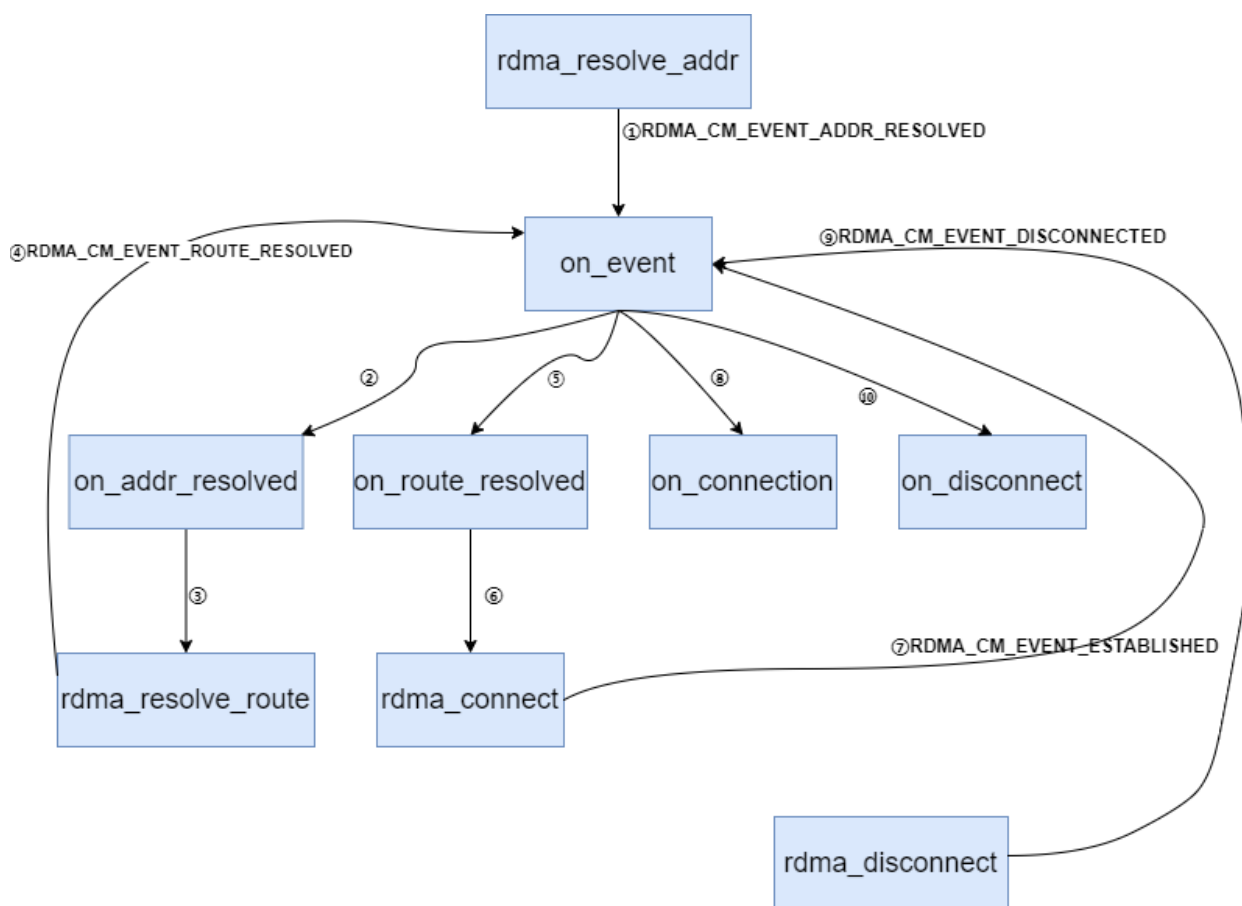 rdma_resolve_addr
①RDMA_CM_EVENT_ADDR_RESOLVED
④RDMA_CM_EVENT_ROUTE_RESOLVED
on_event
⑨RDMA_CM_EVENT_DISCONNECTED
②
⑤
⑧
⑩
on_addr_resolved
on_route_resolved
on_connection
on_disconnect
③
⑥
⑦RDMA_CM_EVENT_ESTABLISHED
rdma_resolve_route
rdma_connect
rdma_disconnect